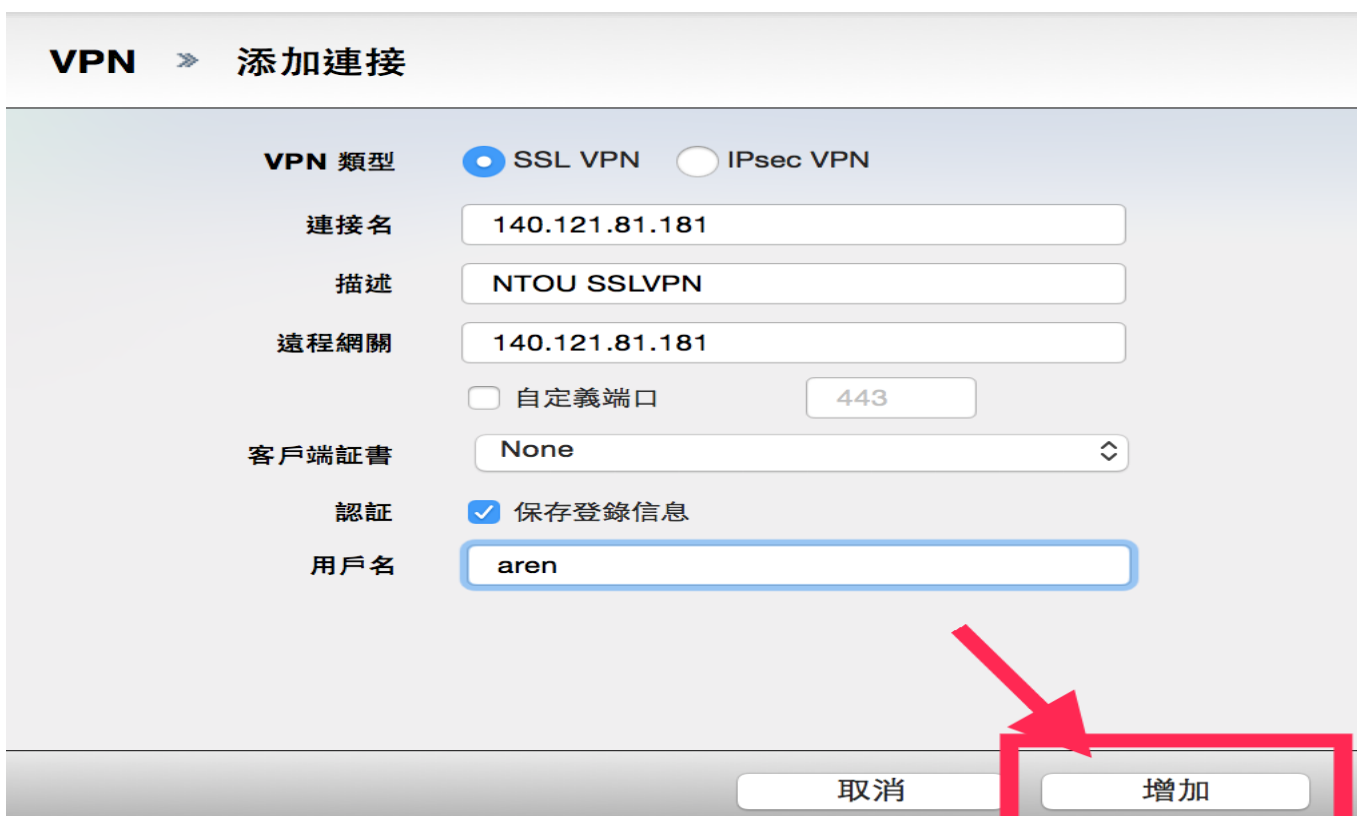 VPN » 添加連接
VPN 類型 SSL VPN IPsec VPN
連接名 140.121.81.181
描述 NTOU SSLVPN
遠程網關 140.121.81.181
自定義端口 443
客戶端証書 None
認証 保存登錄信息
用戶名 aren
取消 增加